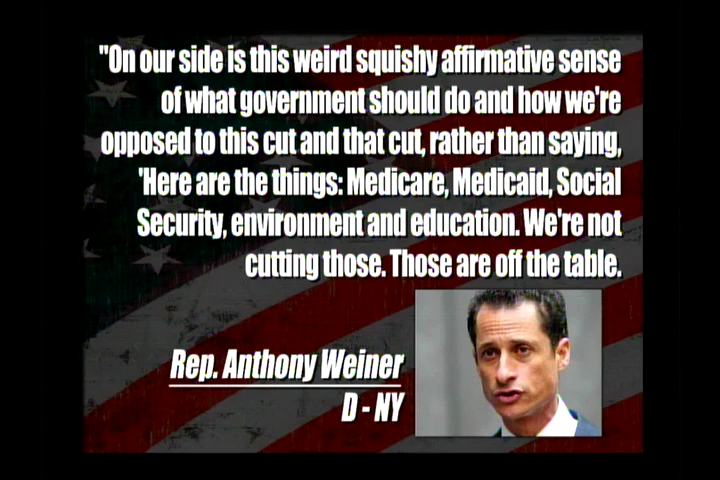 "On our side is this weird squishy affirmative sense
of what government should do and how we're
opposed to this cut and that cut, rather than saying,
'Here are the things: Medicare, Medicaid, Social
Security, environment and education. We're not
cutting those. Those are off the table.
Rep. Anthony Weiner
D - NY